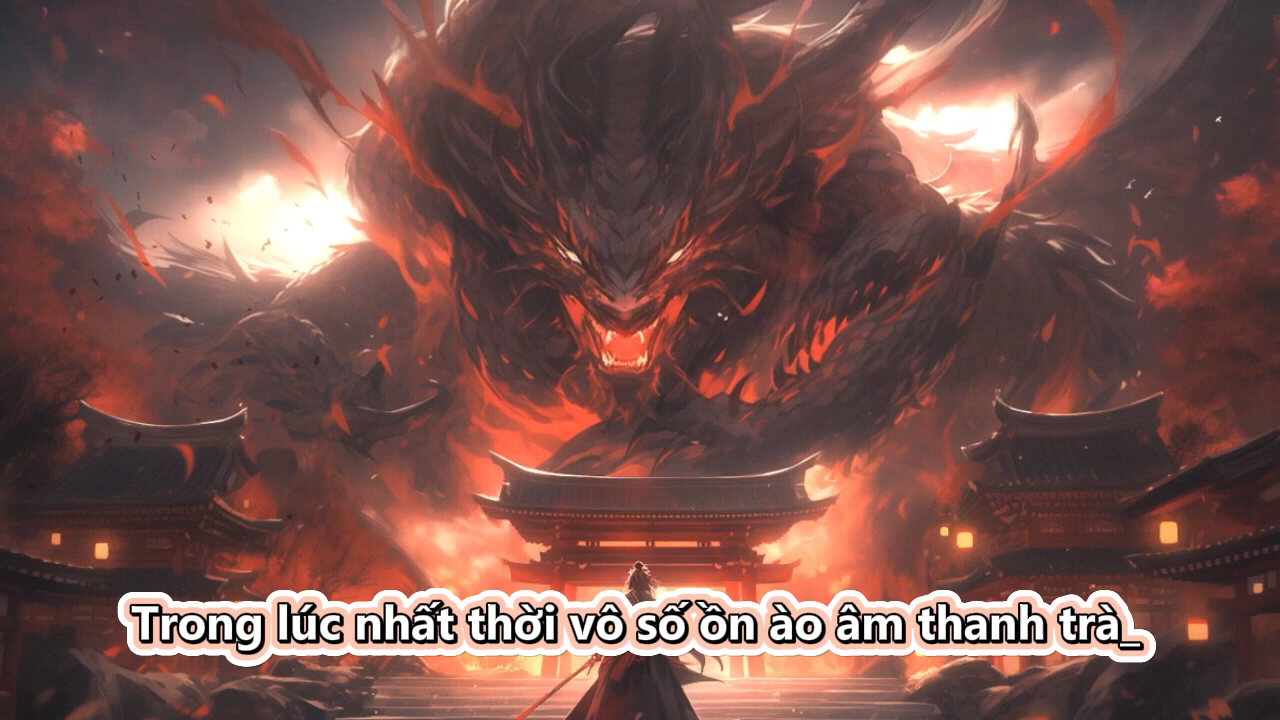 Trong lúc nhất thời vô số ồn ào âm thanh trà_